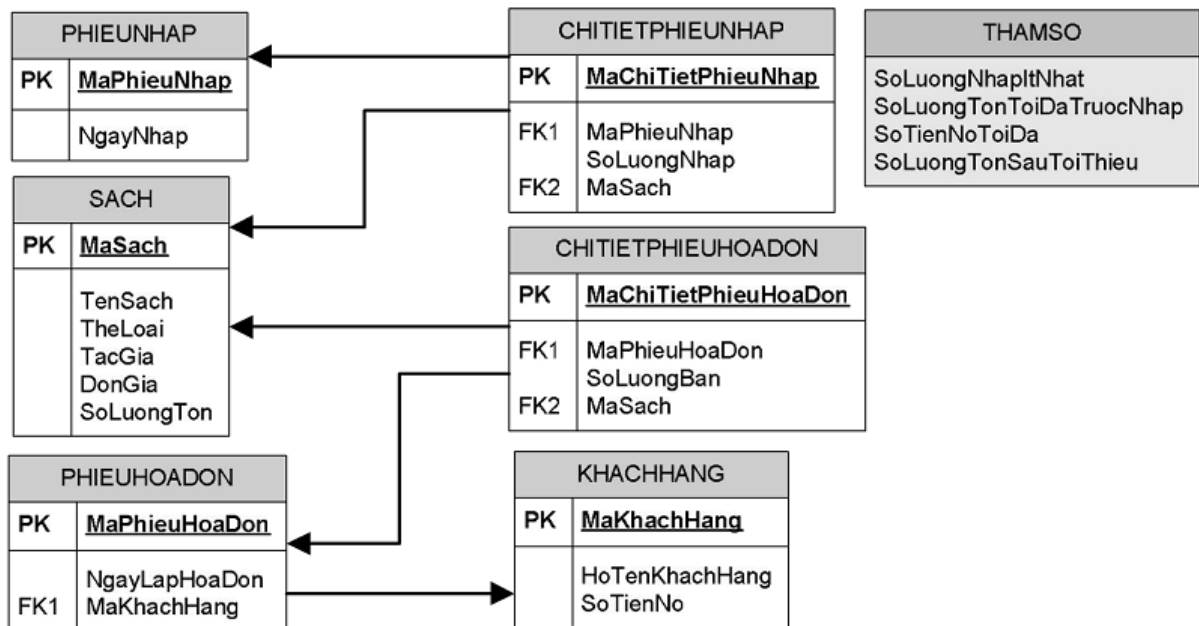 PHIEUNHAP
PK MaPhieuNhap
NgayNhap
CHITIETPHIEUNHAP
PK MaChiTietPhieuNhap
FK1 MaPhieuNhap
SoLuongNhap
FK2 MaSach
THAMSO
SoLuongNhapItNhat
SoLuongTonToiDaTruocNhap
SoTienNoToiDa
SoLuongTonSauToiThieu
SACH
PK MaSach
TenSach
TheLoai
TacGia
DonGia
SoLuongTon
CHITIETPHIEUHOADON
PK MaChiTietPhieuHoaDon
FK1 MaPhieuHoaDon
SoLuongBan
FK2 MaSach
PHIEUHOADON
PK MaPhieuHoaDon
NgayLapHoaDon
FK1 MaKhachHang
KHACHHANG
PK MaKhachHang
HoTenKhachHang
SoTienNo